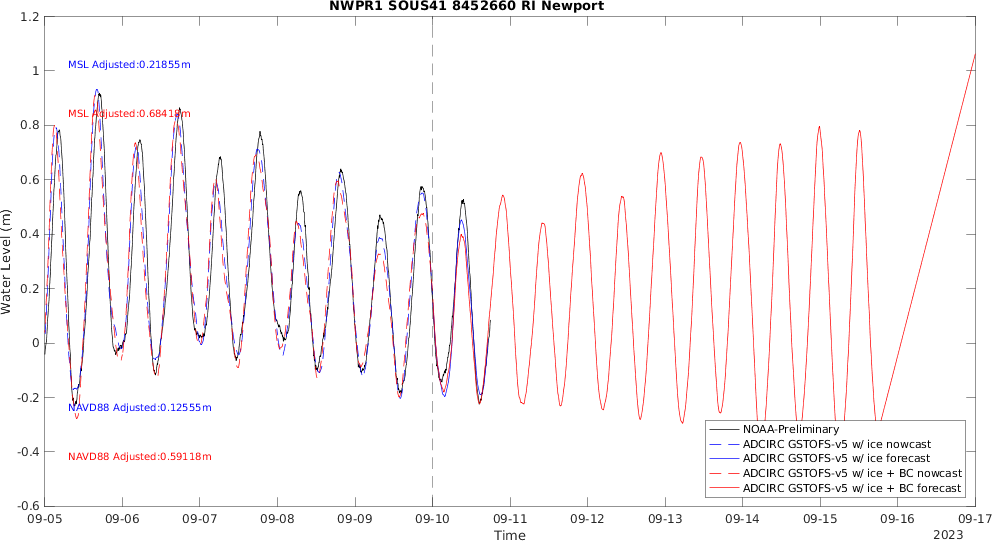 NWPR1 SOUS41 8452660 RI Newport
1.2
1
0.8
0.6
0.4
0.2
0
-0.2
-0.4
-0.6
Water Level (m)
MSL Adjusted:0.21855m
MSL Adjusted:0.68418m
NAVD88 Adjusted:0.12555m
NAVD88 Adjusted:0.59118m
NOAA-Preliminary
ADCIRC GSTOFS-v5 w/ ice nowcast
ADCIRC GSTOFS-v5 w/ ice forecast
ADCIRC GSTOFS-v5 w/ ice + BC nowcast
ADCIRC GSTOFS-v5 w/ ice + BC forecast
09-05 09-06 09-07 09-08 09-09 09-10 09-11 09-12 09-13 09-14 09-15 09-16 09-17
Time
2023